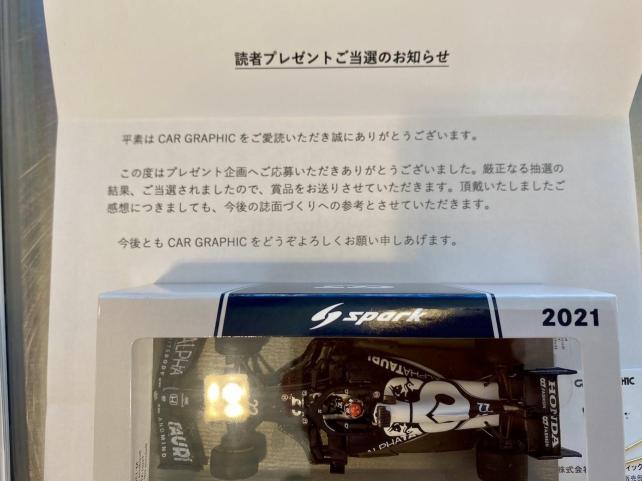 読者プレゼントご当選のお知らせ
平素は CAR GRAPHIC をご愛読いただき誠にありがとうございます。
この度はプレゼント企画へご応募いただきありがとうございました。厳正なる抽選の
結果、ご当選されましたので、賞品をお送りさせていただきます。頂戴いたしましたご
感想につきましても、今後の誌面づくりへの参考とさせていただきます。
今後とも CAR GRAPHIC をどうぞよろしくお願い申しあげます。
spark
2021
ALPHA
TAURI
ALPHATAURI
ALPHATAURI
HONDA
株式会社